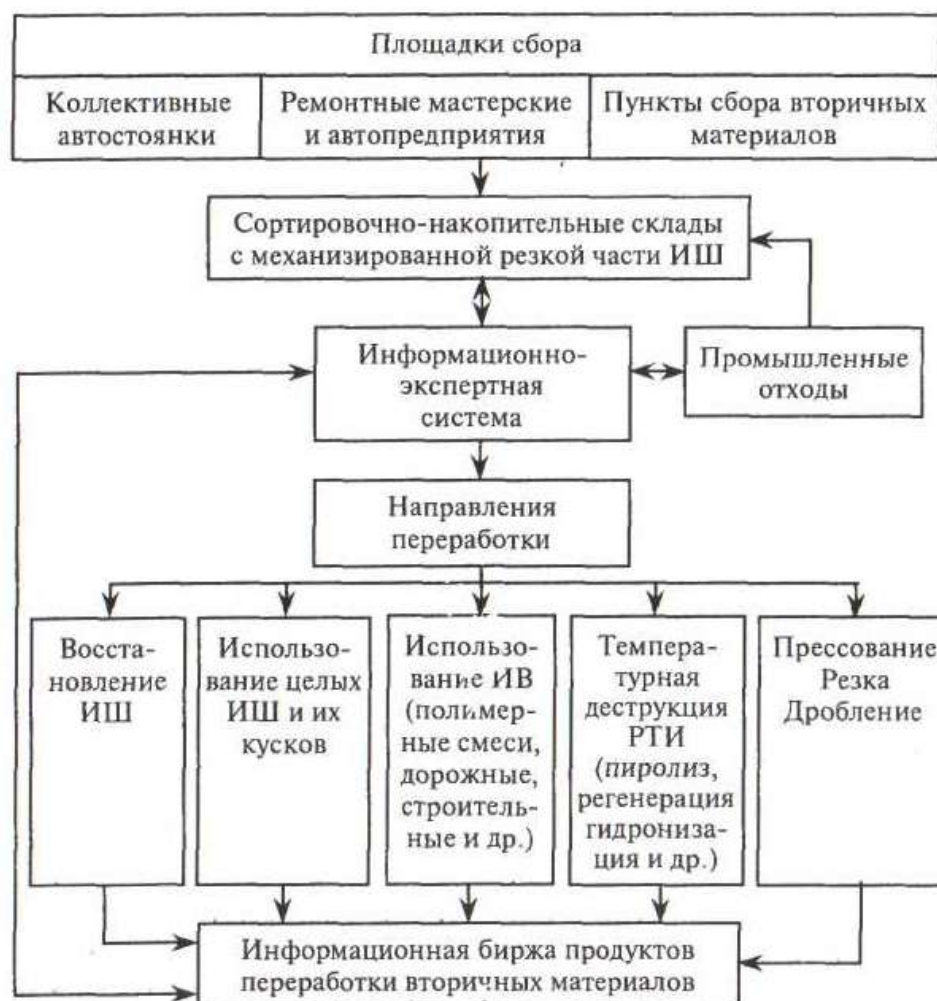 Площадки сбора
Коллективные
автостоянки
Ремонтные мастерские
и автопредприятия
Пункты сбора вторичных
материалов
Сортировочно-накопительные склады
с механизированной резкой части ИШ
Информационно-
экспертная
система
Промышленные
отходы
Направления
переработки
Восста-
новление
ИШ
Использо-
вание целых
ИШ и их
кусков
Использо-
вание ИВ
(полимер-
ные смеси,
дорожные,
строитель-
ные и др.)
Темпера-
турная
деструкция
РТИ
(пиролиз,
регенерация
гидрониза-
ция и др.)
Прессование
Резка
Дробление
Информационная биржа продуктов
переработки вторичных материалов